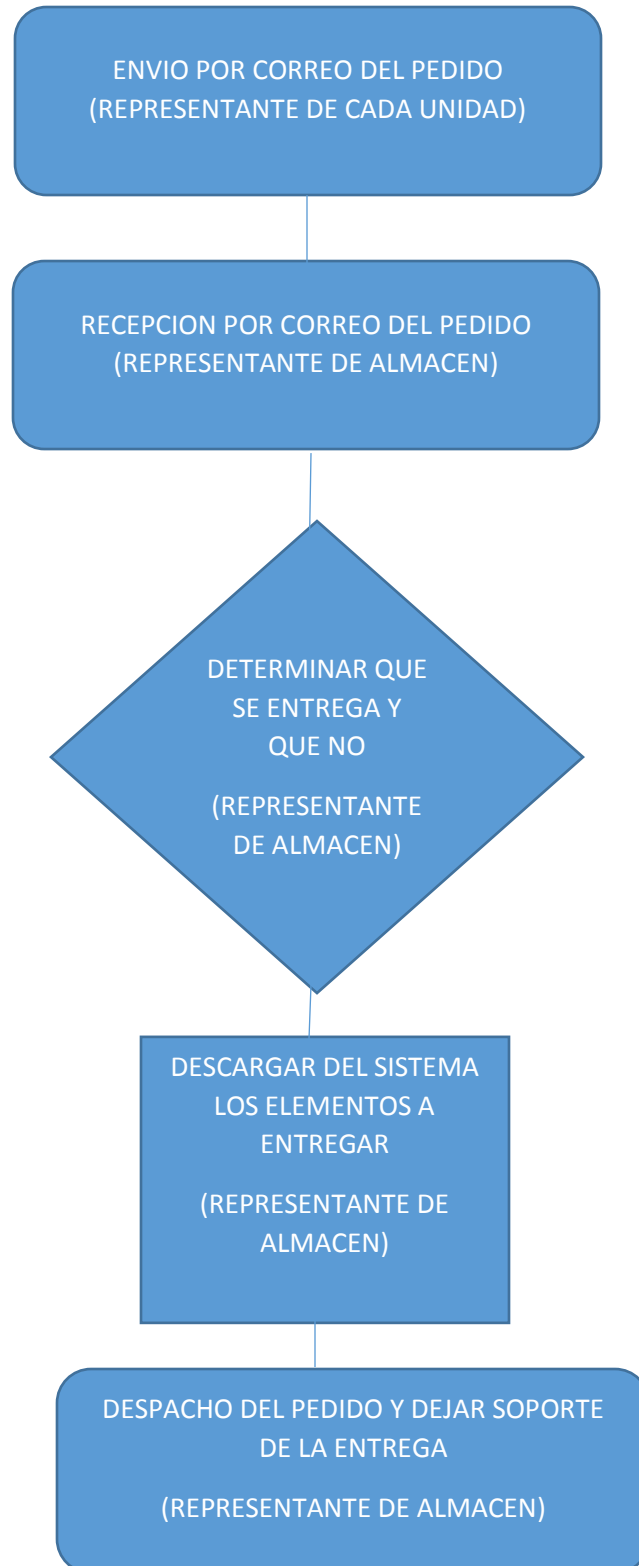 ENVIO POR CORREO DEL PEDIDO
(REPRESENTANTE DE CADA UNIDAD)
RECEPCION POR CORREO DEL PEDIDO
(REPRESENTANTE DE ALMACEN)
DETERMINAR QUE
SE ENTREGA Y
QUE NO
(REPRESENTANTE
DE ALMACEN)
DESCARGAR DEL SISTEMA
LOS ELEMENTOS A
ENTREGAR
(REPRESENTANTE DE
ALMACEN)
DESPACHO DEL PEDIDO Y DEJAR SOPORTE
DE LA ENTREGA
(REPRESENTANTE DE ALMACEN)